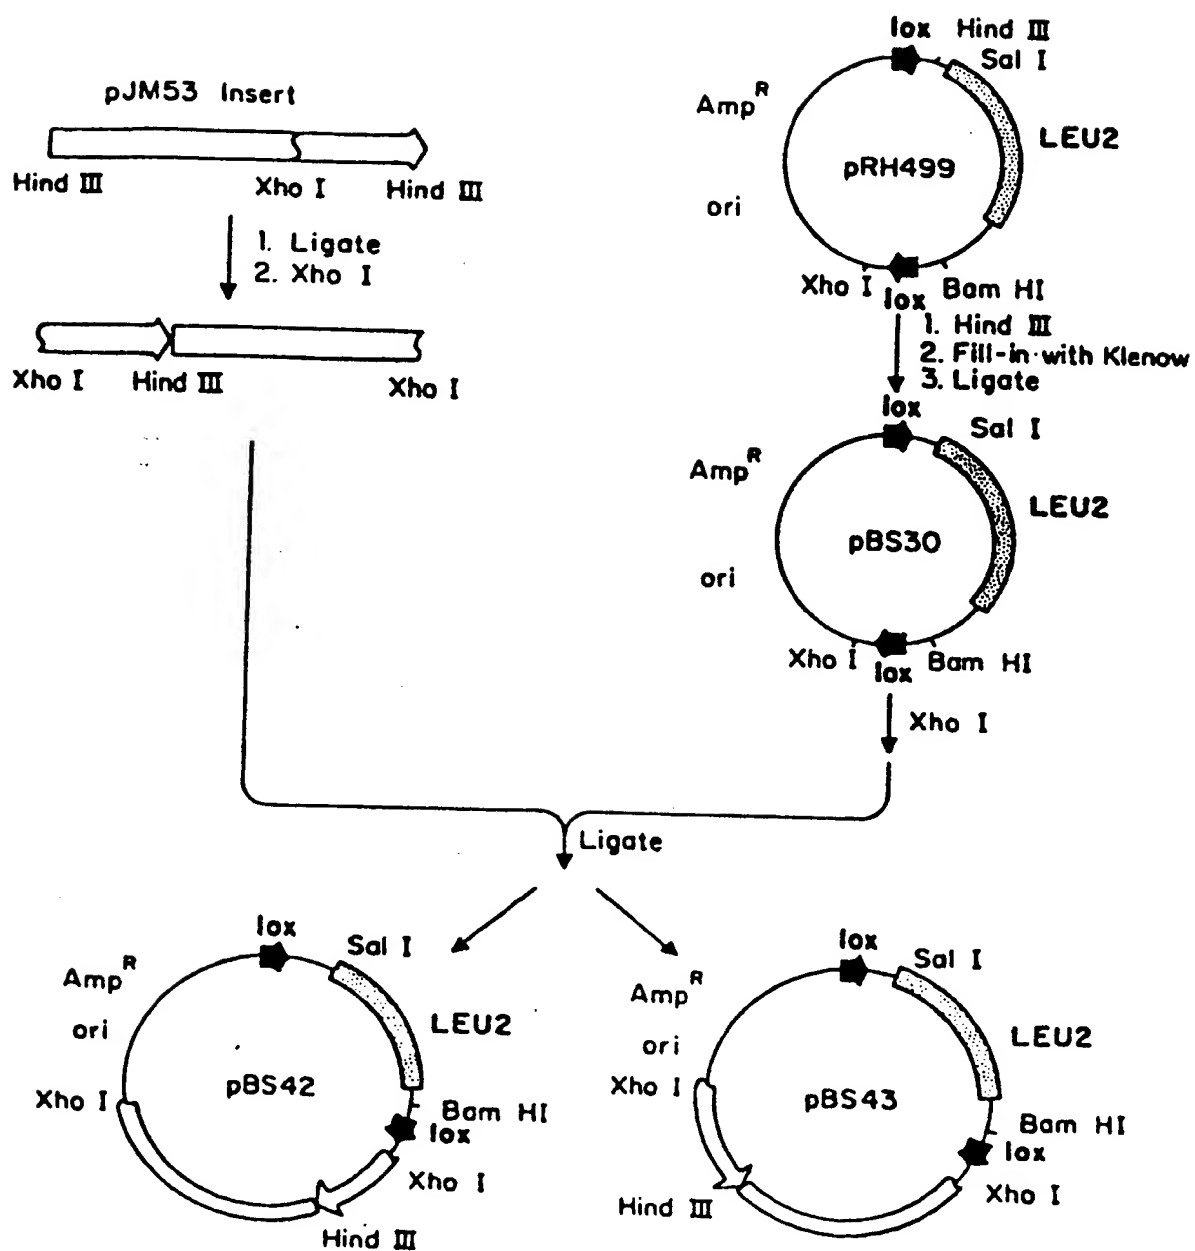 pJM53 Insert
Hind III
Xho I
Hind III
1. Ligate
2. Xho I
Xho I
Hind III
Xho I
lox
Hind III
Sal I
Amp^R
LEU2
pRH499
ori
Xho I
lox
Bam HI
1. Hind III
2. Fill-in with Klenow
3. Ligate
lox
Sal I
Amp^R
LEU2
pBS30
ori
Xho I
lox
Bam HI
Xho I
Ligate
lox
Sal I
Amp^R
ori
LEU2
pBS42
Xho I
Bam HI
lox
Xho I
Hind III
lox
Sal I
Amp^R
ori
LEU2
Xho I
pBS43
Bam HI
lox
Xho I
Hind III